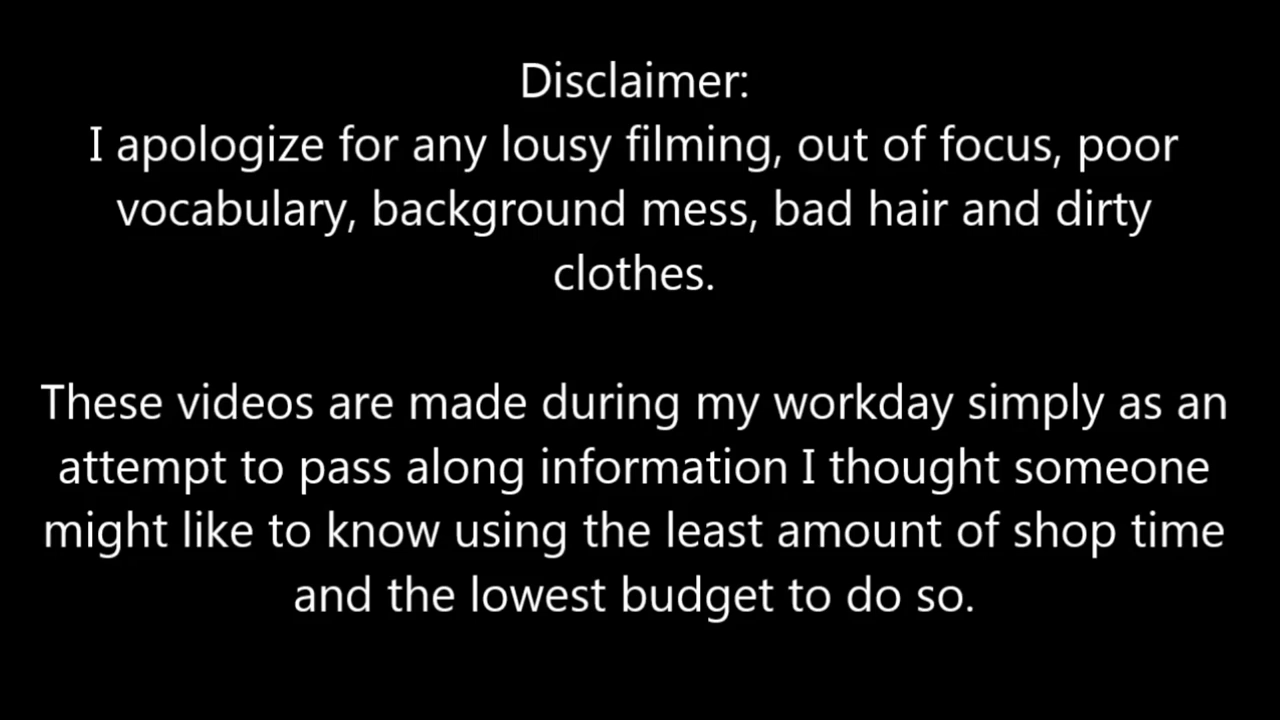 Disclaimer:
I apologize for any lousy filming, out of focus, poor
vocabulary, background mess, bad hair and dirty
clothes.
These videos are made during my workday simply as an
attempt to pass along information I thought someone
might like to know using the least amount of shop time
and the lowest budget to do so.